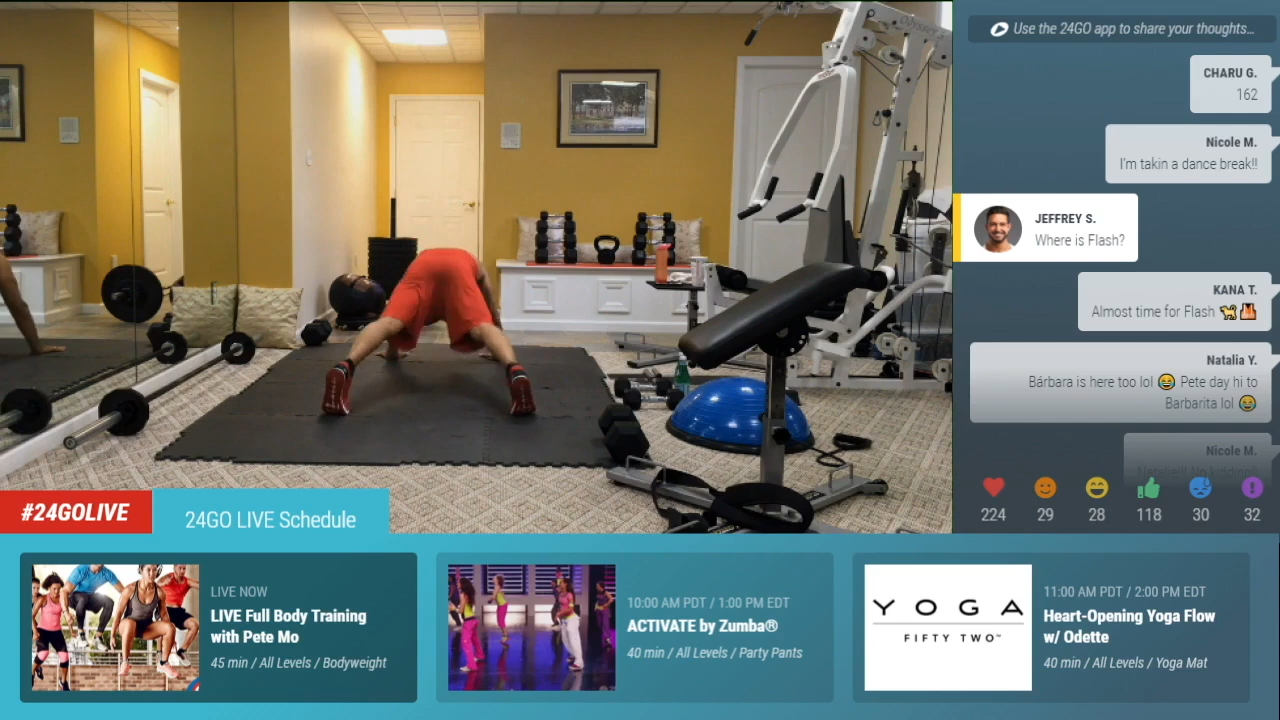 Use the 24GO app to share your thoughts...
CHARU G.
162
Nicole M.
I'm takin a dance break!!
JEFFREY S.
Where is Flash?
KANA T.
Almost time for Flash 🐕🦺
Natalia Y.
Bárbara is here too lol 😂 Pete day hi to
Barbarita lol 😂
Nicole M.
Natalia!! No kidding!
224
29
28
118
30
32
#24GOLIVE
24GO LIVE Schedule
LIVE NOW
LIVE Full Body Training
with Pete Mo
45 min / All Levels / Bodyweight
10:00 AM PDT / 1:00 PM EDT
ACTIVATE by Zumba®
40 min / All Levels / Party Pants
YOGA
FIFTY TWO™
11:00 AM PDT / 2:00 PM EDT
Heart-Opening Yoga Flow
w/ Odette
40 min / All Levels / Yoga Mat